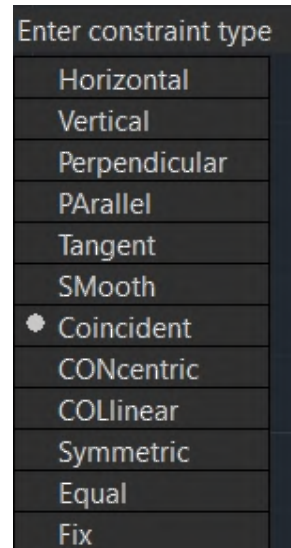 Enter constraint type
Horizontal
Vertical
Perpendicular
PArallel
Tangent
SMooth
Coincident
CONcentric
COLlinear
Symmetric
Equal
Fix